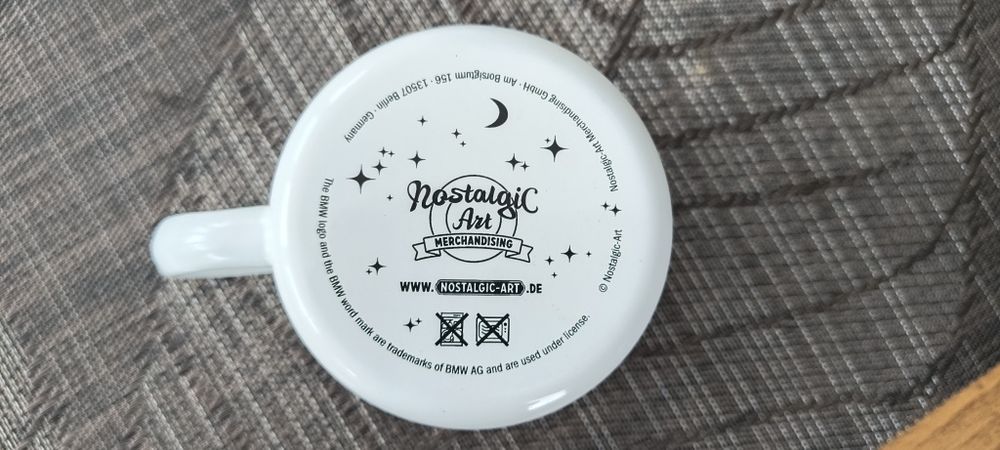 Nostalgic-Art Merchandising GmbH · Am Borsigturm 156 · 13507 Berlin · Germany
Nostalgic
Art
MERCHANDISING
WWW.NOSTALGIC-ART.DE
© Nostalgic-Art
The BMW logo and the BMW word mark are trademarks of BMW AG and are used under license.